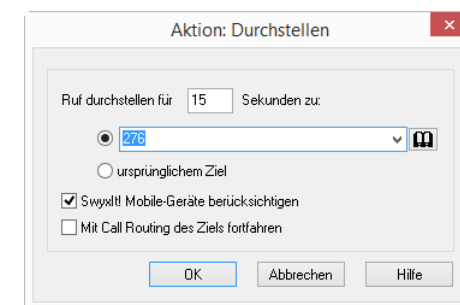 Aktion: Durchstellen
Ruf durchstellen für 15 Sekunden zu:
276
ursprünglichem Ziel
SwyxIt! Mobile-Geräte berücksichtigen
Mit Call Routing des Ziels fortfahren
OK Abbrechen Hilfe